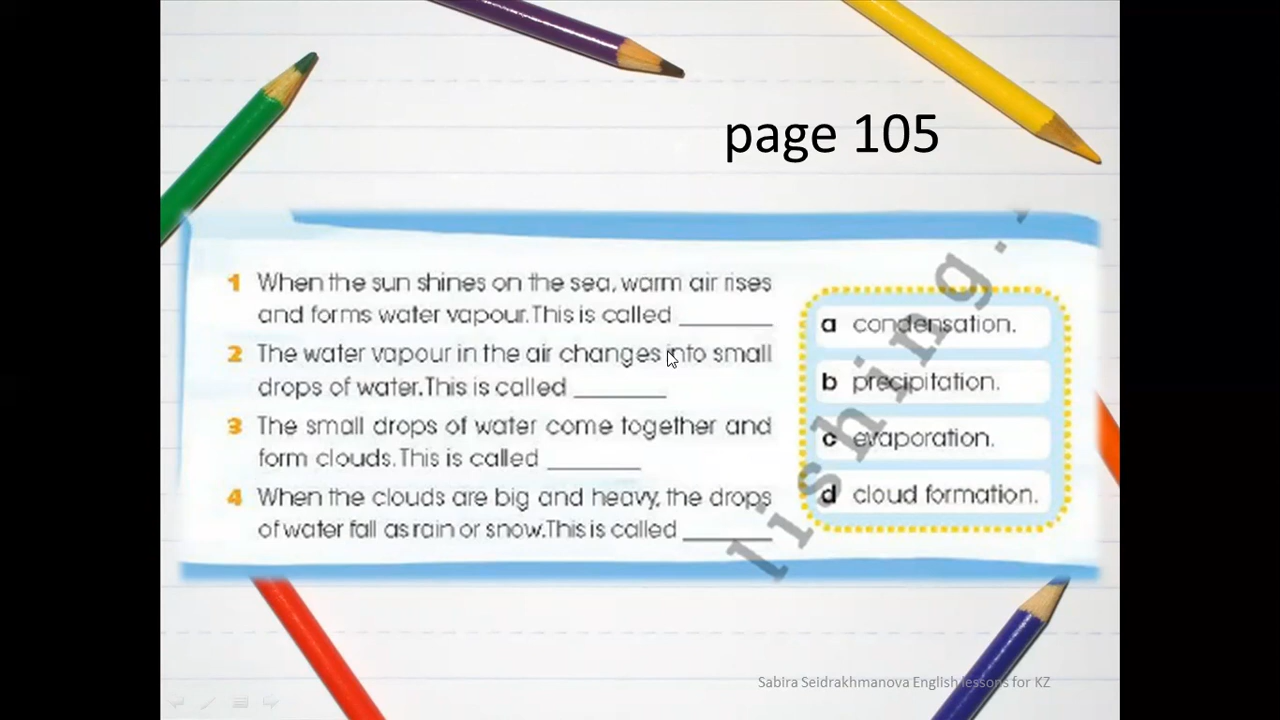 page 105
1 When the sun shines on the sea, warm air rises
and forms water vapour. This is called ________
2 The water vapour in the air changes into small
drops of water. This is called ________
3 The small drops of water come together and
form clouds. This is called ________
4 When the clouds are big and heavy, the drops
of water fall as rain or snow. This is called ________
a condensation.
b precipitation.
c evaporation.
d cloud formation.
lishing.
Sabira Seidrakhmanova English lessons for KZ